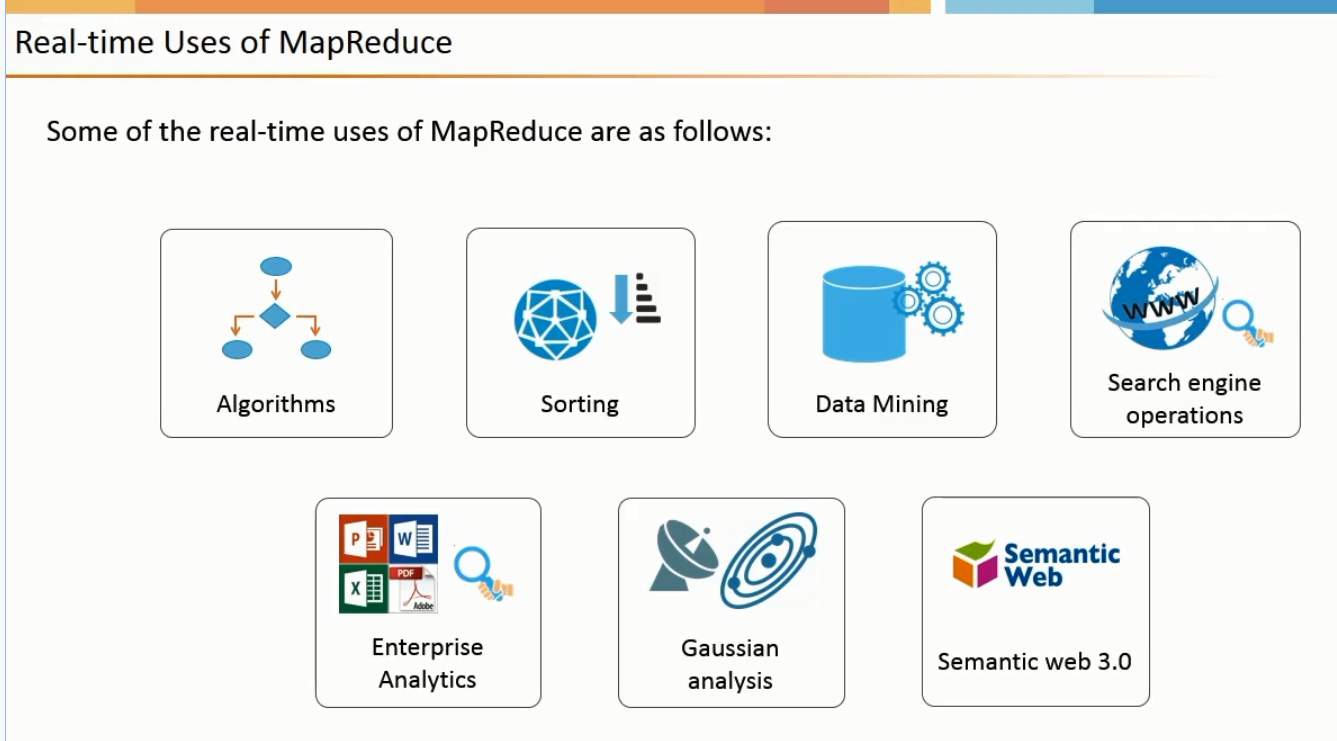 Real-time Uses of MapReduce
Some of the real-time uses of MapReduce are as follows:
Algorithms
Sorting
Data Mining
www
Search engine
operations
P
W
X
PDF
Adobe
Enterprise
Analytics
Gaussian
analysis
Semantic
Web
Semantic web 3.0